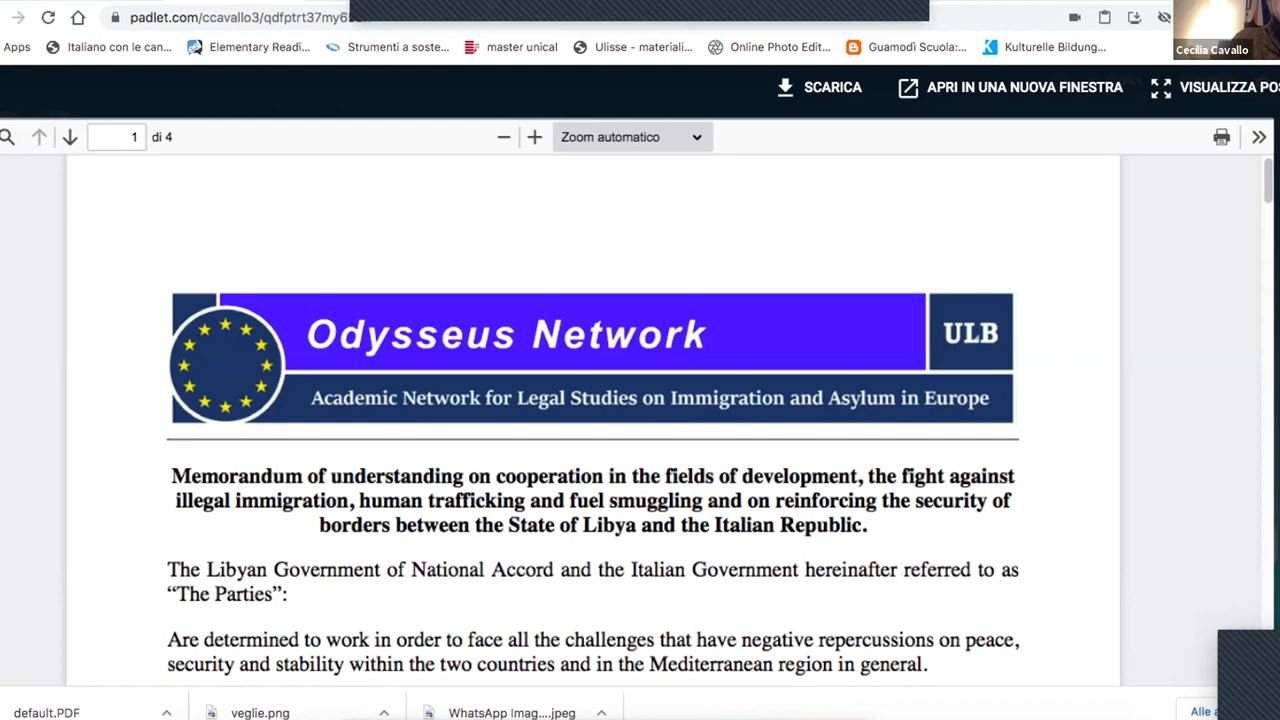 padlet.com/ccavallo3/qdfptrt37my6
Cecilia Cavallo
Apps Italiano con le can... Elementary Readi... Strumenti a soste... master unical Ulisse - materiali... Online Photo Edit... Guamodì Scuola:... Kulturelle Bildung...
SCARICA APRI IN UNA NUOVA FINESTRA VISUALIZZA
1 di 4 Zoom automatico
Odysseus Network ULB
Academic Network for Legal Studies on Immigration and Asylum in Europe
Memorandum of understanding on cooperation in the fields of development, the fight against
illegal immigration, human trafficking and fuel smuggling and on reinforcing the security of
borders between the State of Libya and the Italian Republic.
The Libyan Government of National Accord and the Italian Government hereinafter referred to as
“The Parties”:
Are determined to work in order to face all the challenges that have negative repercussions on peace,
security and stability within the two countries and in the Mediterranean region in general.
default.PDF veglie.png WhatsApp Imag....jpeg Alle